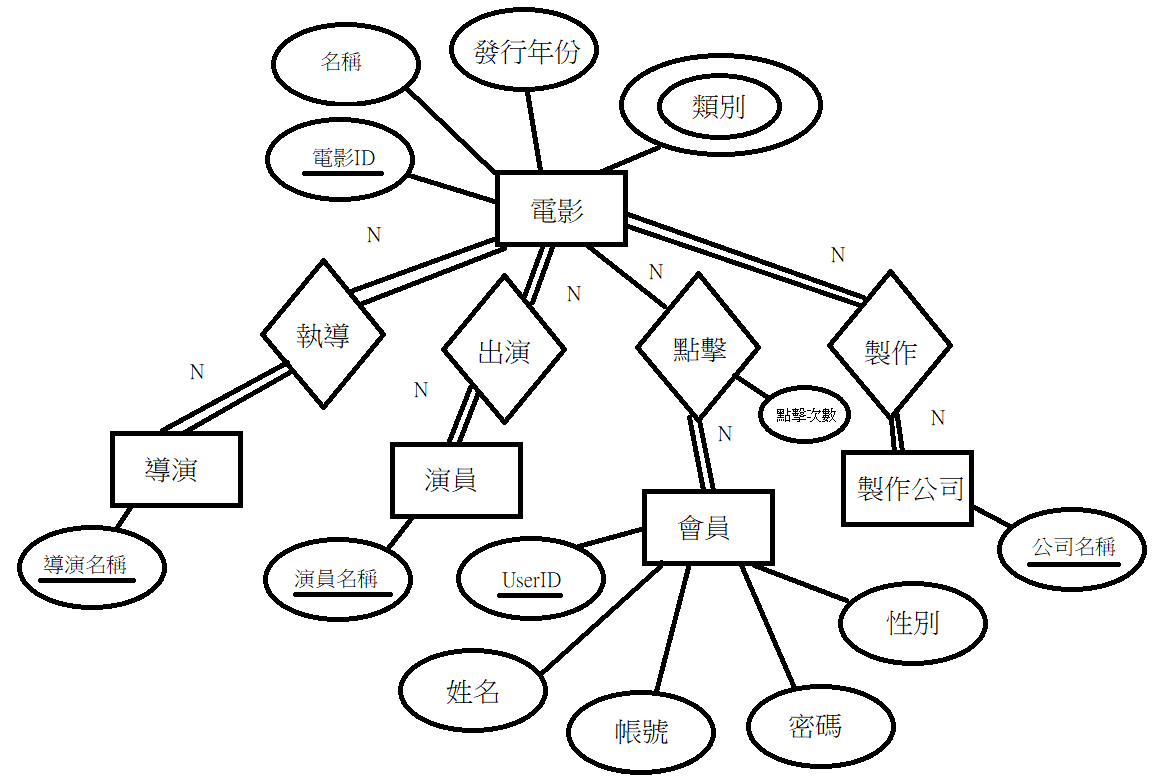 名稱
發行年份
類別
電影ID
電影
N
N
N
N
執導
出演
點擊
製作
N
N
點擊次數
N
N
導演
演員
製作公司
會員
導演名稱
演員名稱
UserID
公司名稱
性別
姓名
帳號
密碼